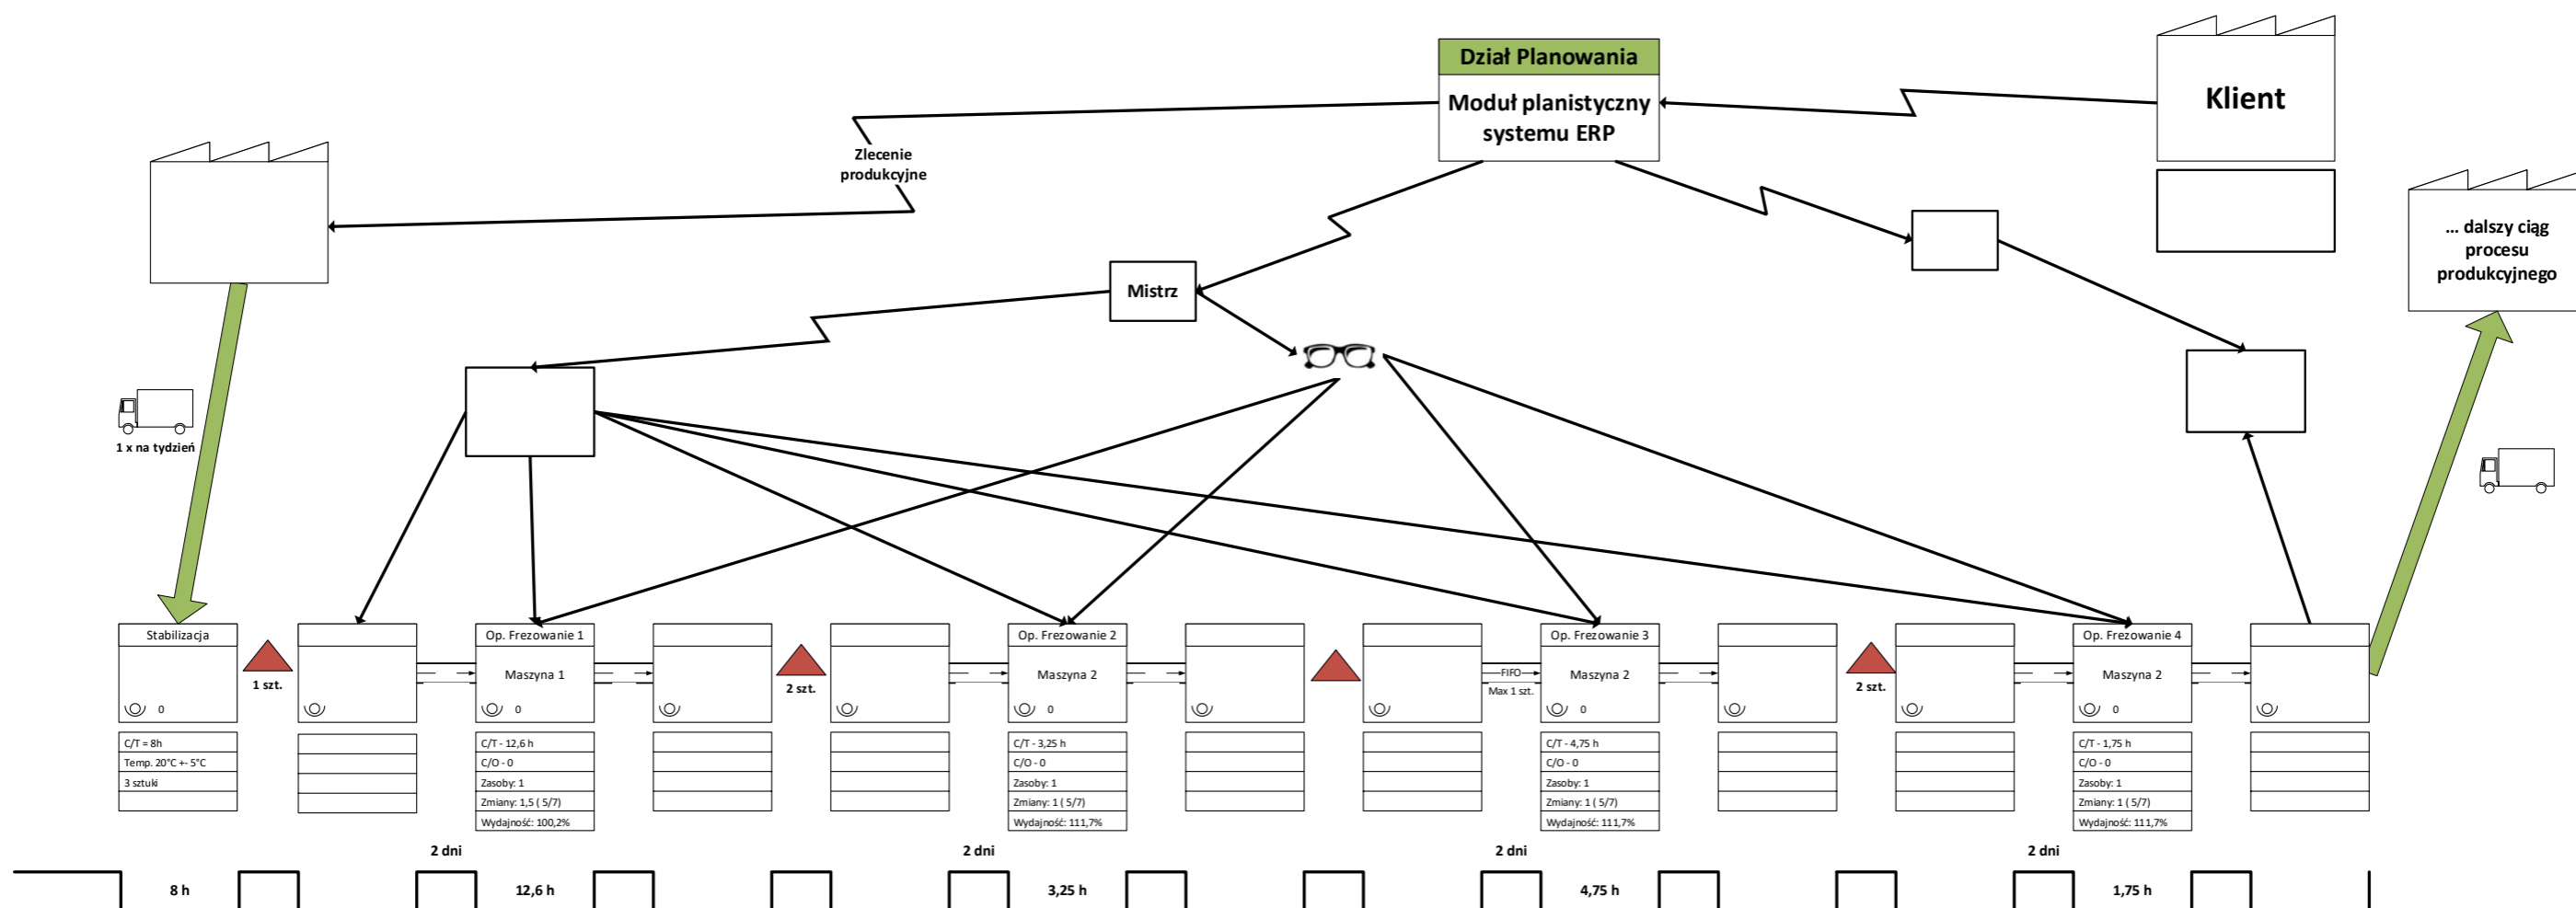 Dział Planowania
Moduł planistyczny
systemu ERP
Klient
Zlecenie
produkcyjne
... dalszy ciąg
procesu
produkcyjnego
Mistrz
1 x na tydzień
Stabilizacja
0
1 szt.
Op. Frezowanie 1
Maszyna 1
0
2 szt.
Op. Frezowanie 2
Maszyna 2
0
FIFO
Max 1 szt.
Op. Frezowanie 3
Maszyna 2
0
2 szt.
Op. Frezowanie 4
Maszyna 2
0
C/T = 8h
Temp. 20°C +- 5°C
3 sztuki
C/T - 12,6 h
C/O - 0
Zasoby: 1
Zmiany: 1,5 ( 5/7)
Wydajność: 100,2%
C/T - 3,25 h
C/O - 0
Zasoby: 1
Zmiany: 1 ( 5/7)
Wydajność: 111,7%
C/T - 4,75 h
C/O - 0
Zasoby: 1
Zmiany: 1 ( 5/7)
Wydajność: 111,7%
C/T - 1,75 h
C/O - 0
Zasoby: 1
Zmiany: 1 ( 5/7)
Wydajność: 111,7%
2 dni
2 dni
2 dni
2 dni
8 h
12,6 h
3,25 h
4,75 h
1,75 h